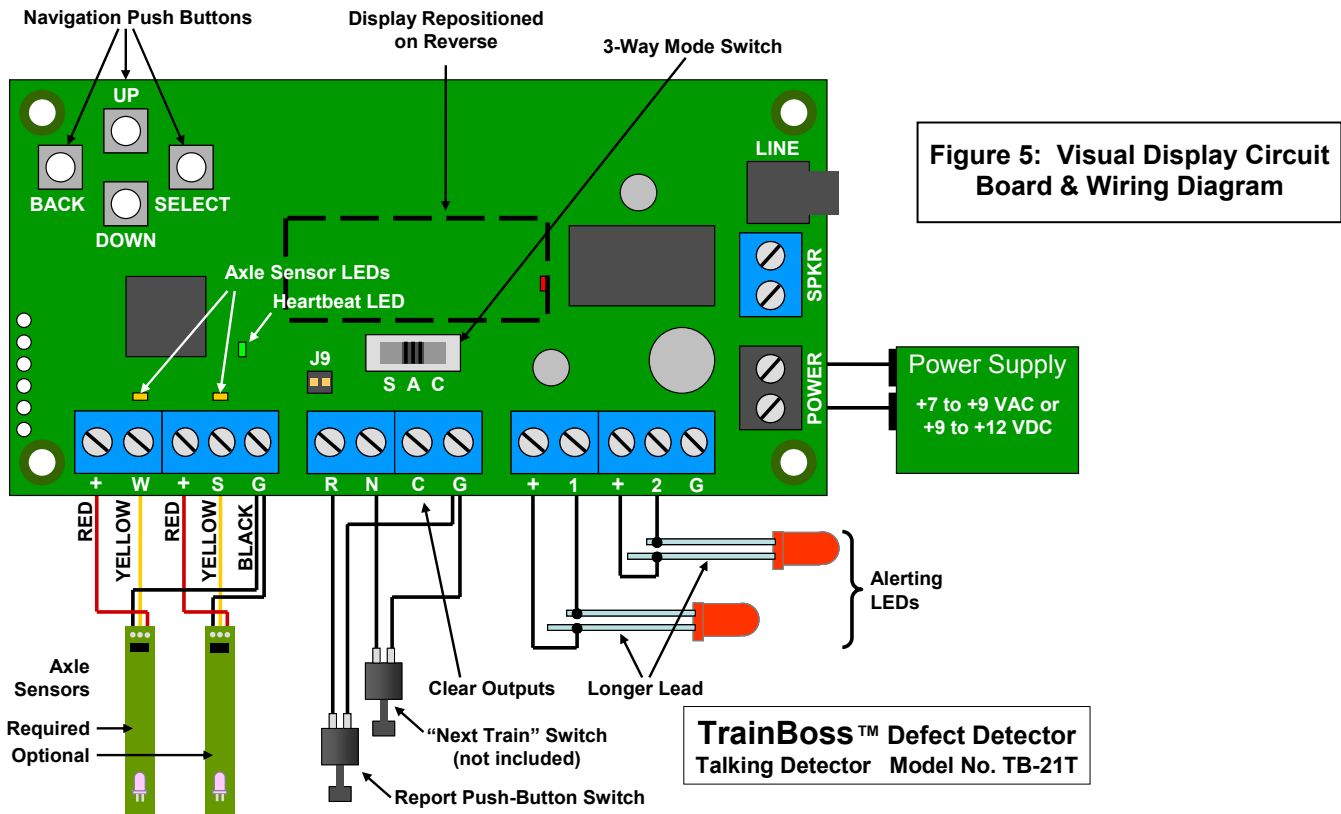 Navigation Push Buttons
Display Repositioned
on Reverse
3-Way Mode Switch
UP
BACK
SELECT
DOWN
LINE
Figure 5: Visual Display Circuit
Board & Wiring Diagram
SPKR
Axle Sensor LEDs
Heartbeat LED
J9
S A C
POWER
Power Supply
+7 to +9 VAC or
+9 to +12 VDC
+ W + S G
R N C G
+ 1 + 2 G
RED
YELLOW
RED
YELLOW
BLACK
Alerting
LEDs
Axle
Sensors
Required
Optional
Clear Outputs
Longer Lead
"Next Train" Switch
(not included)
Report Push-Button Switch
TrainBoss™ Defect Detector
Talking Detector Model No. TB-21T